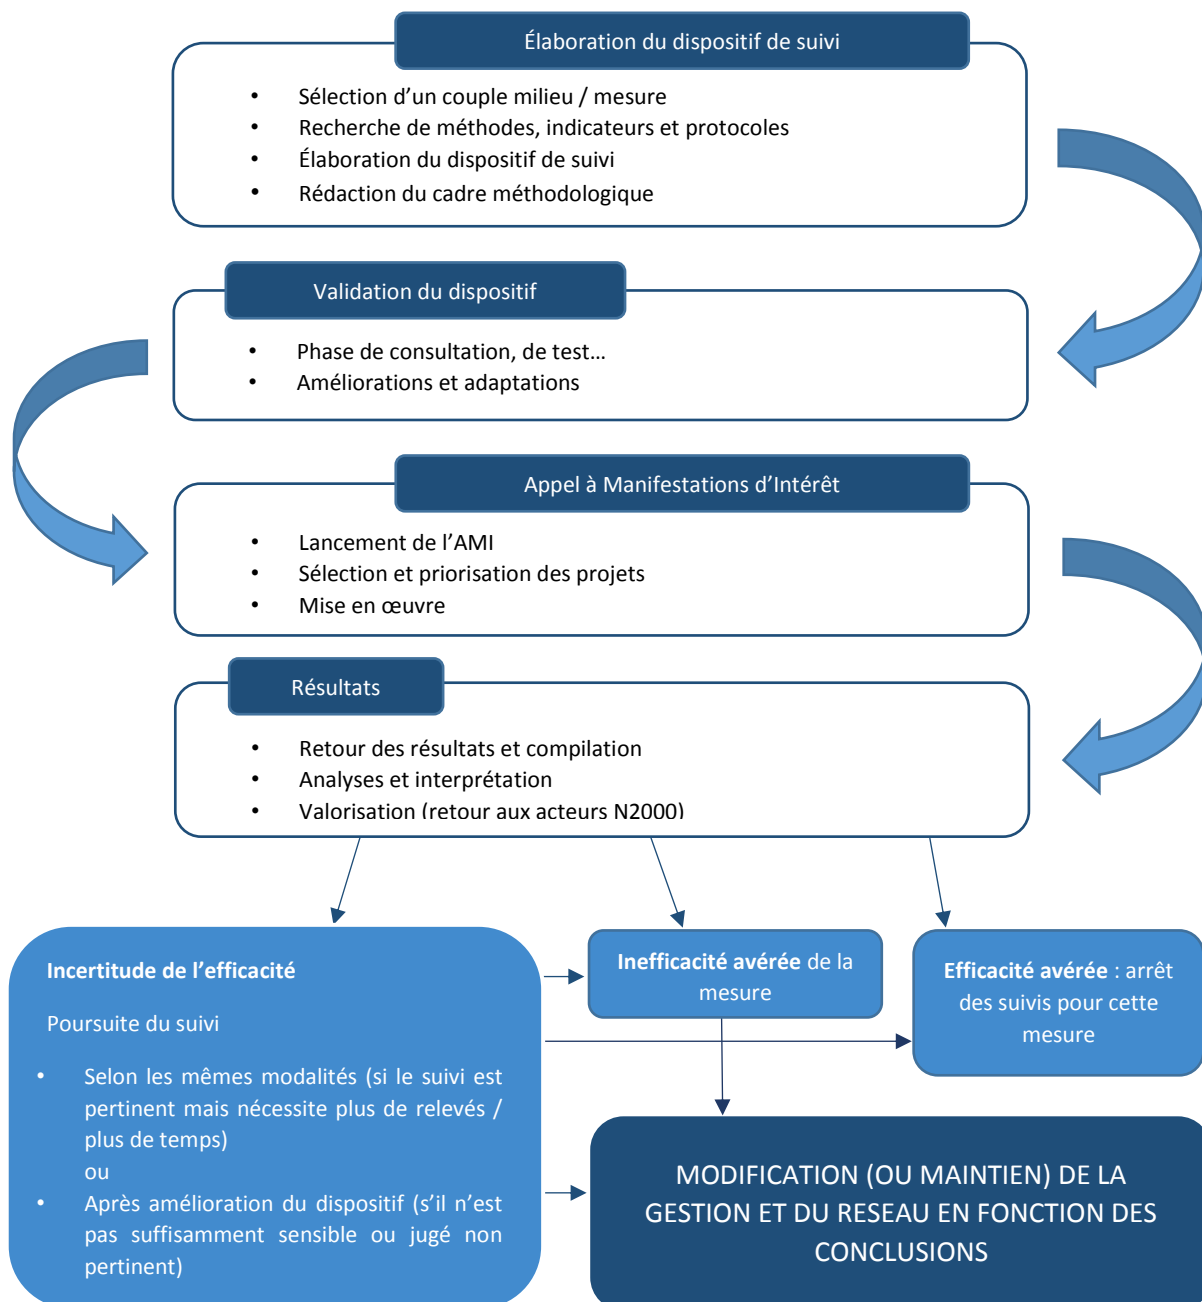 Élaboration du dispositif de suivi
• Sélection d’un couple milieu / mesure
• Recherche de méthodes, indicateurs et protocoles
• Élaboration du dispositif de suivi
• Rédaction du cadre méthodologique
Validation du dispositif
• Phase de consultation, de test…
• Améliorations et adaptations
Appel à Manifestations d’Intérêt
• Lancement de l’AMI
• Sélection et priorisation des projets
• Mise en œuvre
Résultats
• Retour des résultats et compilation
• Analyses et interprétation
• Valorisation (retour aux acteurs N2000)
Incertitude de l’efficacité
Poursuite du suivi
• Selon les mêmes modalités (si le suivi est
pertinent mais nécessite plus de relevés /
plus de temps)
ou
• Après amélioration du dispositif (s’il n’est
pas suffisamment sensible ou jugé non
pertinent)
Inefficacité avérée de la
mesure
Efficacité avérée : arrêt
des suivis pour cette
mesure
MODIFICATION (OU MAINTIEN) DE LA
GESTION ET DU RESEAU EN FONCTION DES
CONCLUSIONS